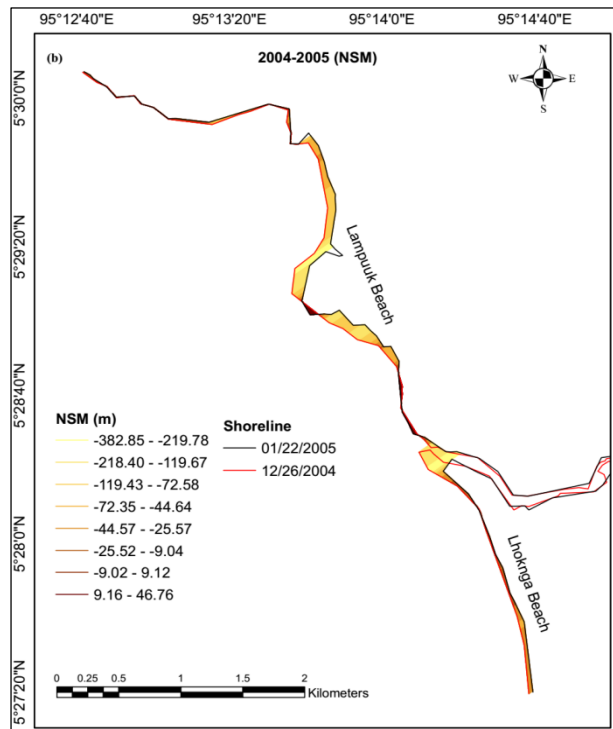 95°12'40"E 95°13'20"E 95°14'0"E 95°14'40"E
(b) 2004-2005 (NSM)
N
W E
S
5°30'0"N
5°29'20"N
5°28'40"N
5°28'0"N
5°27'20"N
Lampuuk Beach
Lhoknga Beach
NSM (m)
-382.85 - -219.78
-218.40 - -119.67
-119.43 - -72.58
-72.35 - -44.64
-44.57 - -25.57
-25.52 - -9.04
-9.02 - 9.12
9.16 - 46.76
Shoreline
01/22/2005
12/26/2004
0 0.25 0.5 1 1.5 2
Kilometers